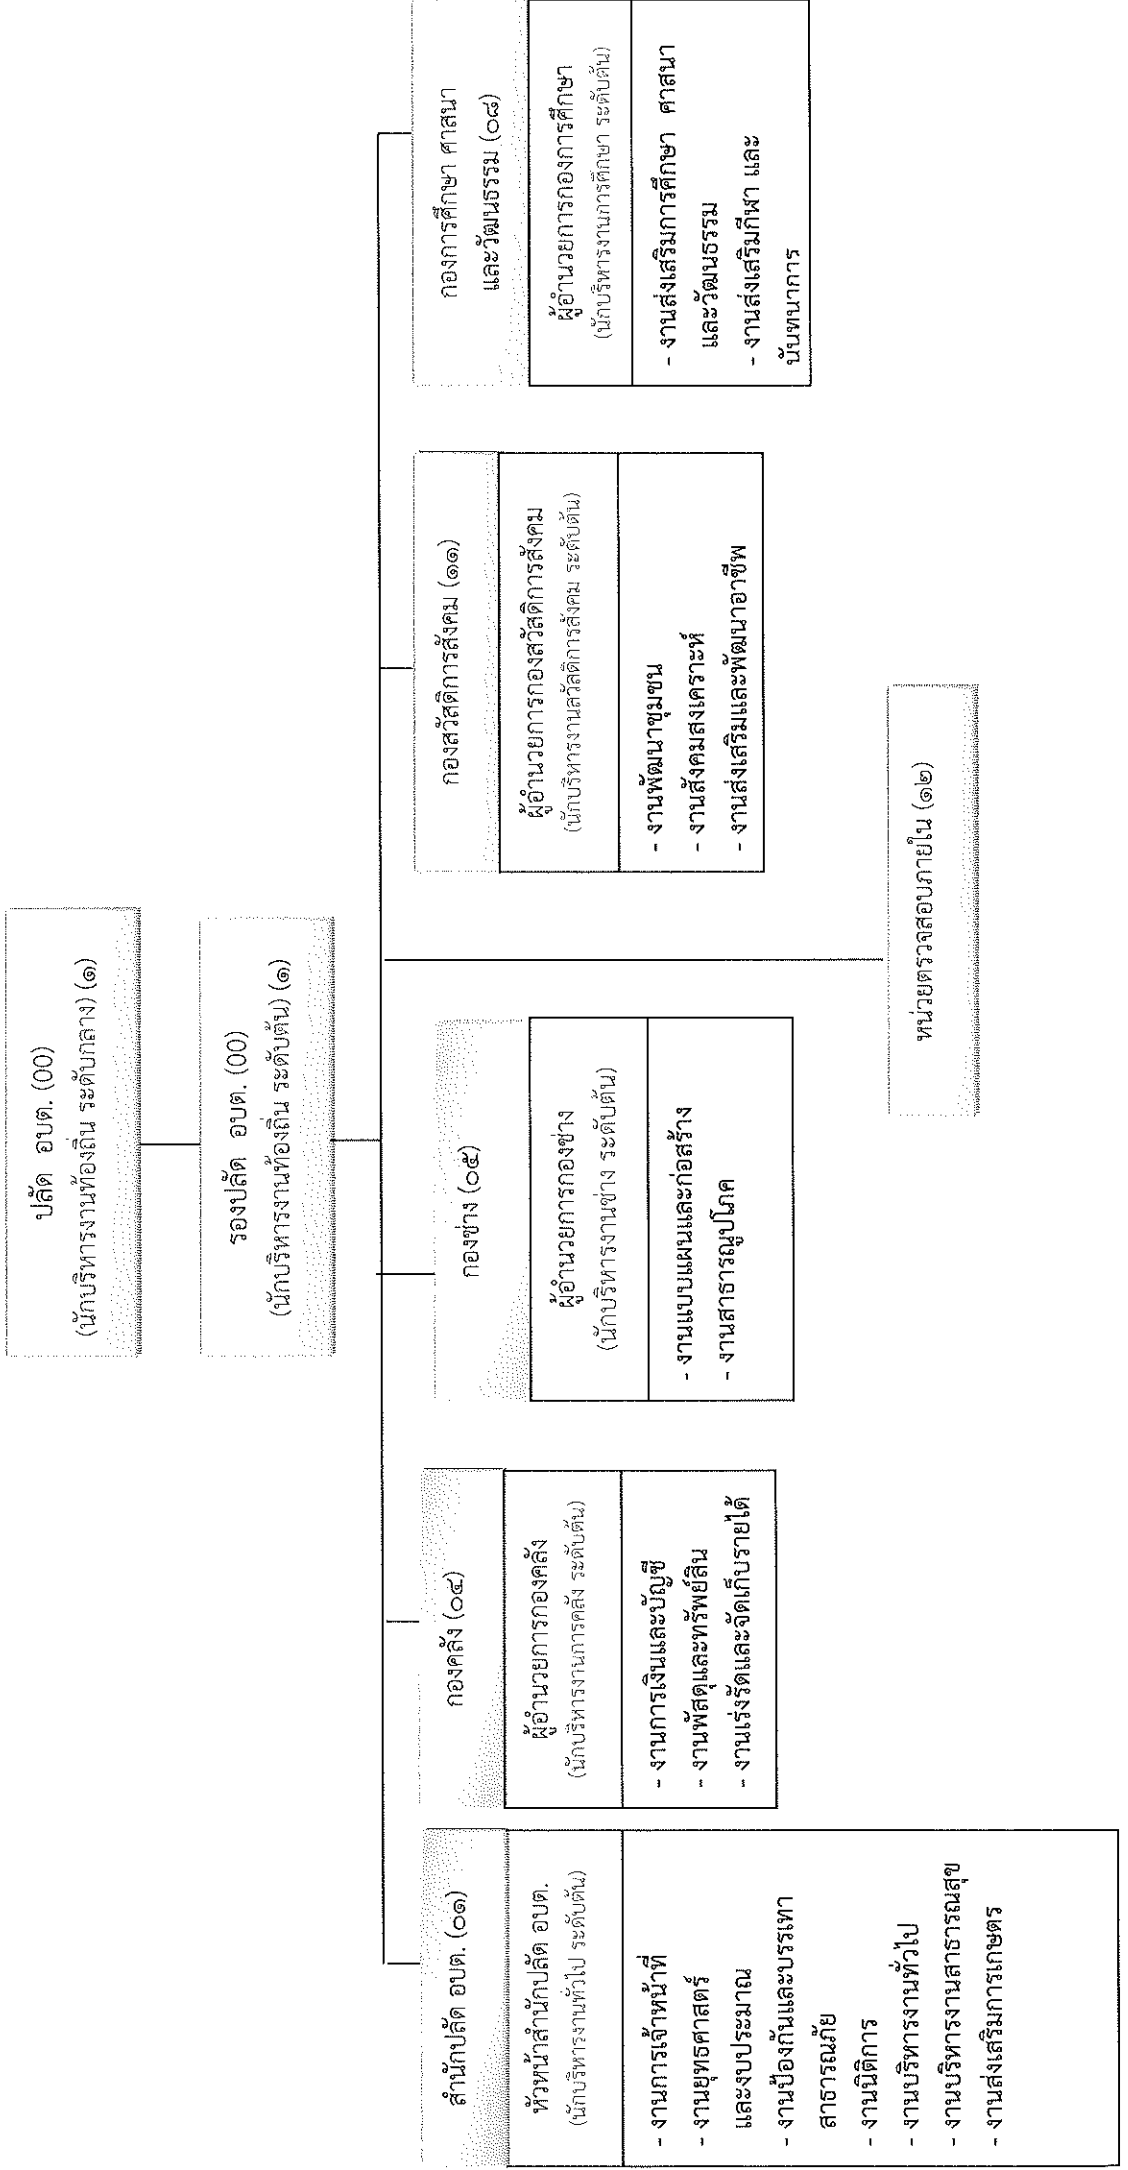 ปลัด อบต. (00)
(นักบริหารงานท้องถิ่น ระดับกลาง) (๑)
รองปลัด อบต. (00)
(นักบริหารงานท้องถิ่น ระดับต้น) (๑)
สำนักปลัด อบต. (๐๑)
หัวหน้าสำนักปลัด อบต.
(นักบริหารงานทั่วไป ระดับต้น)
- งานการเจ้าหน้าที่
- งานยุทธศาสตร์
และงบประมาณ
- งานป้องกันและบรรเทา
สาธารณภัย
- งานนิติการ
- งานบริหารงานทั่วไป
- งานบริหารงานสาธารณสุข
- งานส่งเสริมการเกษตร
กองคลัง (๐๔)
ผู้อำนวยการกองคลัง
(นักบริหารงานการคลัง ระดับต้น)
- งานการเงินและบัญชี
- งานพัสดุและทรัพย์สิน
- งานเร่งรัดและจัดเก็บรายได้
กองช่าง (๐๕)
ผู้อำนวยการกองช่าง
(นักบริหารงานช่าง ระดับต้น)
- งานแบบแผนและก่อสร้าง
- งานสาธารณูปโภค
กองสวัสดิการสังคม (๑๑)
ผู้อำนวยการกองสวัสดิการสังคม
(นักบริหารงานสวัสดิการสังคม ระดับต้น)
- งานพัฒนาชุมชน
- งานสังคมสงเคราะห์
- งานส่งเสริมและพัฒนาอาชีพ
กองการศึกษา ศาสนา
และวัฒนธรรม (๐๘)
ผู้อำนวยการกองการศึกษา
(นักบริหารงานการศึกษา ระดับต้น)
- งานส่งเสริมการศึกษา ศาสนา
และวัฒนธรรม
- งานส่งเสริมกีฬา และ
นันทนาการ
หน่วยตรวจสอบภายใน (๑๒)